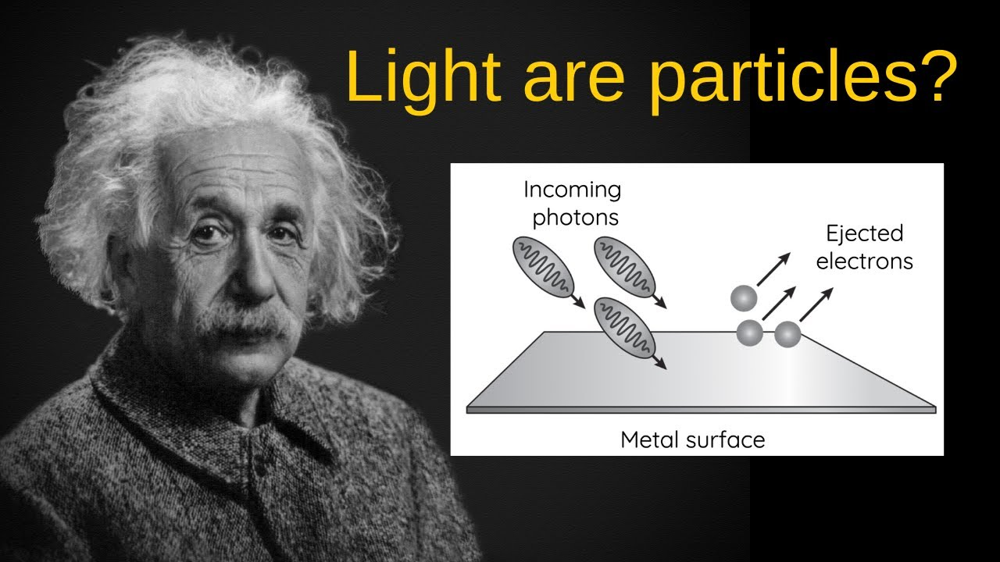 Light are particles?
Incoming
photons
Ejected
electrons
Metal surface